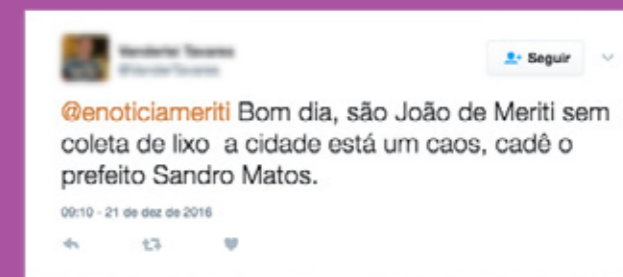 Seguir
@enoticiameriti Bom dia, são João de Meriti sem
coleta de lixo a cidade está um caos, cadê o
prefeito Sandro Matos.
09:10 - 21 de dez de 2016